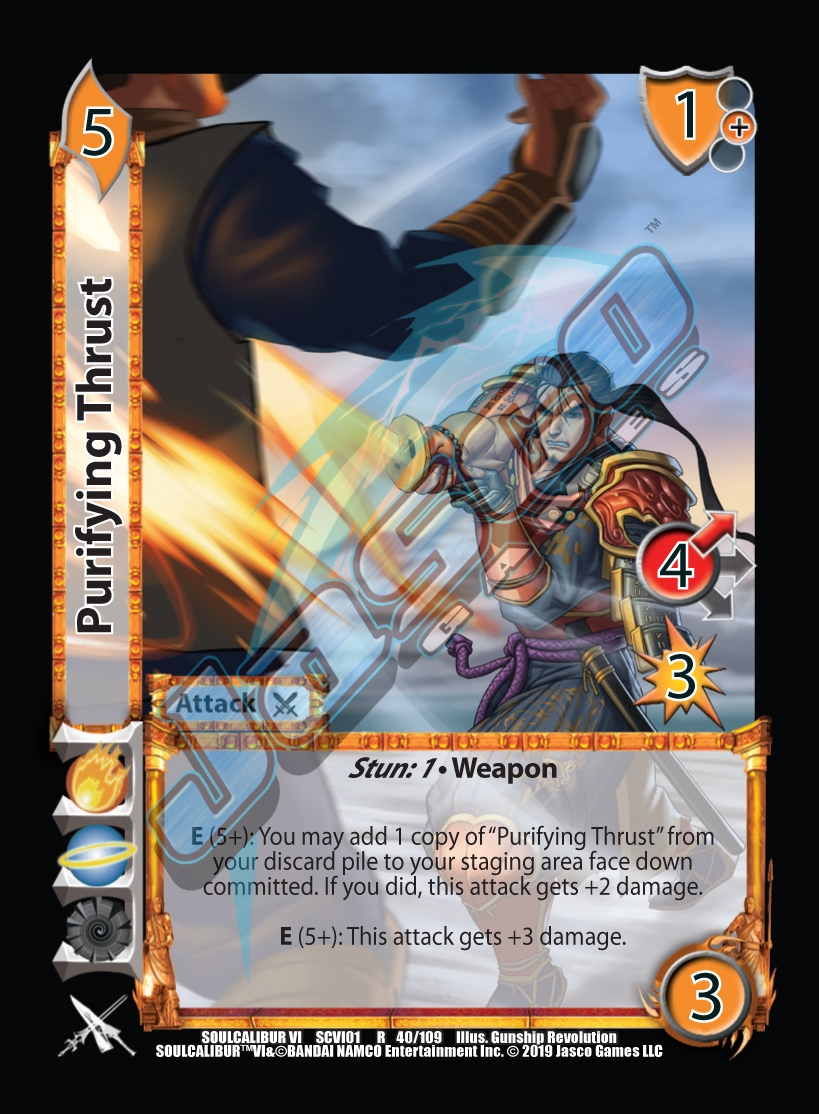 5
1
+
Purifying Thrust
TM
JASCO
GAMES
4
3
Attack
Stun: 1 • Weapon
E (5+): You may add 1 copy of “Purifying Thrust” from
your discard pile to your staging area face down
committed. If you did, this attack gets +2 damage.
E (5+): This attack gets +3 damage.
3
SOULCALIBUR VI SCVI01 R 40/109 Illus. Gunship Revolution
SOULCALIBUR™VI&©BANDAI NAMCO Entertainment Inc. © 2019 Jasco Games LLC